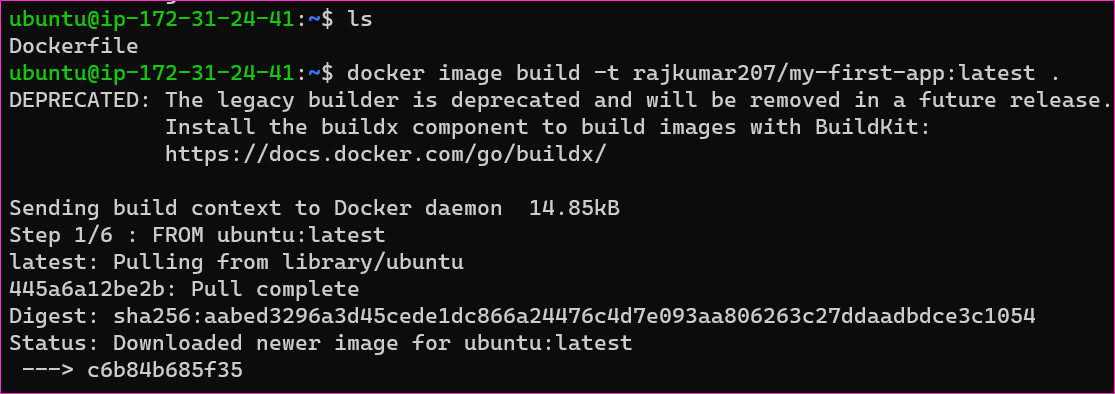 ubuntu@ip-172-31-24-41:~$ ls
Dockerfile
ubuntu@ip-172-31-24-41:~$ docker image build -t rajkumar207/my-first-app:latest .
DEPRECATED: The legacy builder is deprecated and will be removed in a future release.
            Install the buildx component to build images with BuildKit:
            https://docs.docker.com/go/buildx/

Sending build context to Docker daemon  14.85kB
Step 1/6 : FROM ubuntu:latest
latest: Pulling from library/ubuntu
445a6a12be2b: Pull complete
Digest: sha256:aabed3296a3d45cede1dc866a24476c4d7e093aa806263c27ddaadbdce3c1054
Status: Downloaded newer image for ubuntu:latest
 ---> c6b84b685f35